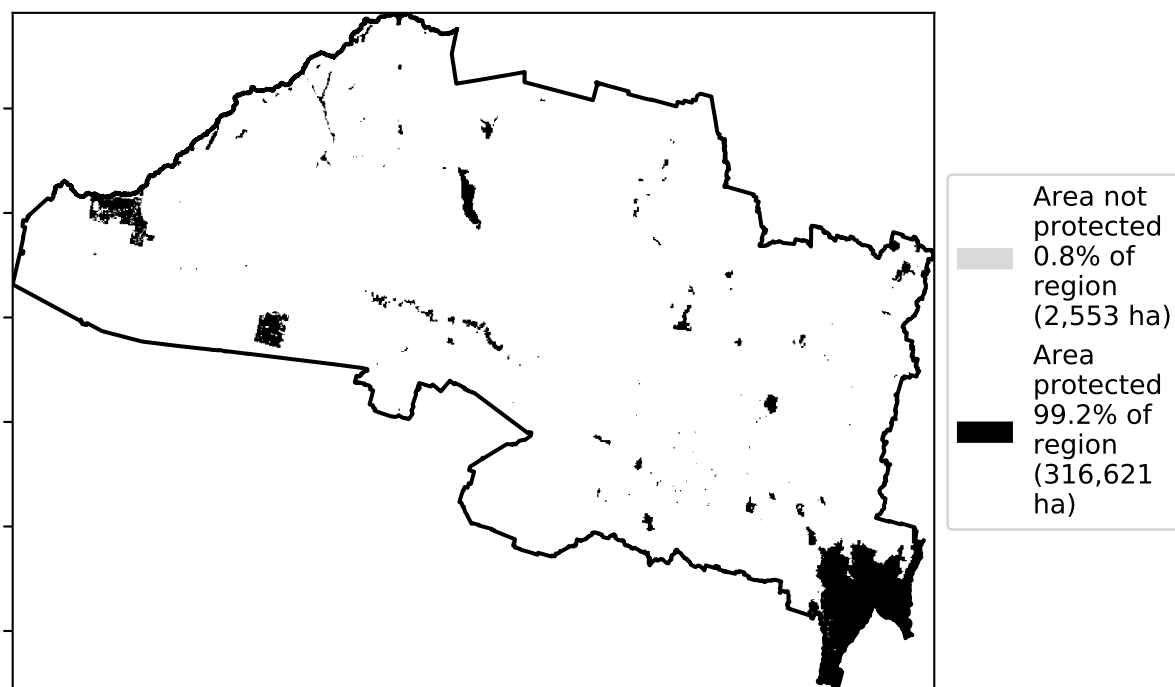 Area not
protected
0.8% of
region
(2,553 ha)
Area
protected
99.2% of
region
(316,621
ha)